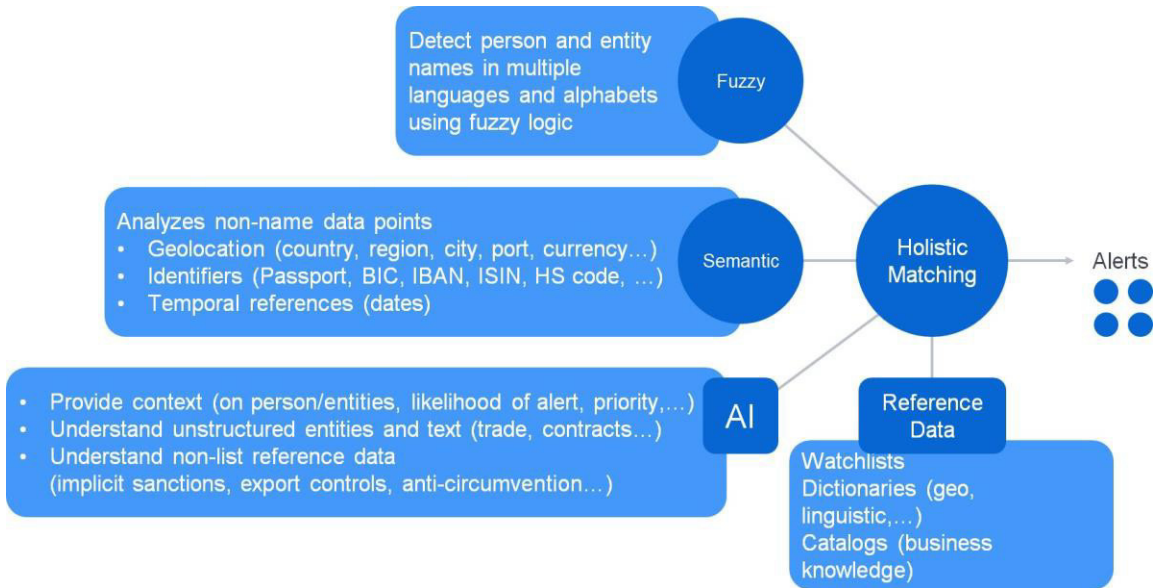 Detect person and entity
names in multiple
languages and alphabets
using fuzzy logic
Fuzzy
Analyzes non-name data points
• Geolocation (country, region, city, port, currency…)
• Identifiers (Passport, BIC, IBAN, ISIN, HS code, …)
• Temporal references (dates)
Semantic
Holistic
Matching
Alerts
• Provide context (on person/entities, likelihood of alert, priority,…)
• Understand unstructured entities and text (trade, contracts…)
• Understand non-list reference data
(implicit sanctions, export controls, anti-circumvention…)
AI
Reference
Data
Watchlists
Dictionaries (geo,
linguistic,…)
Catalogs (business
knowledge)